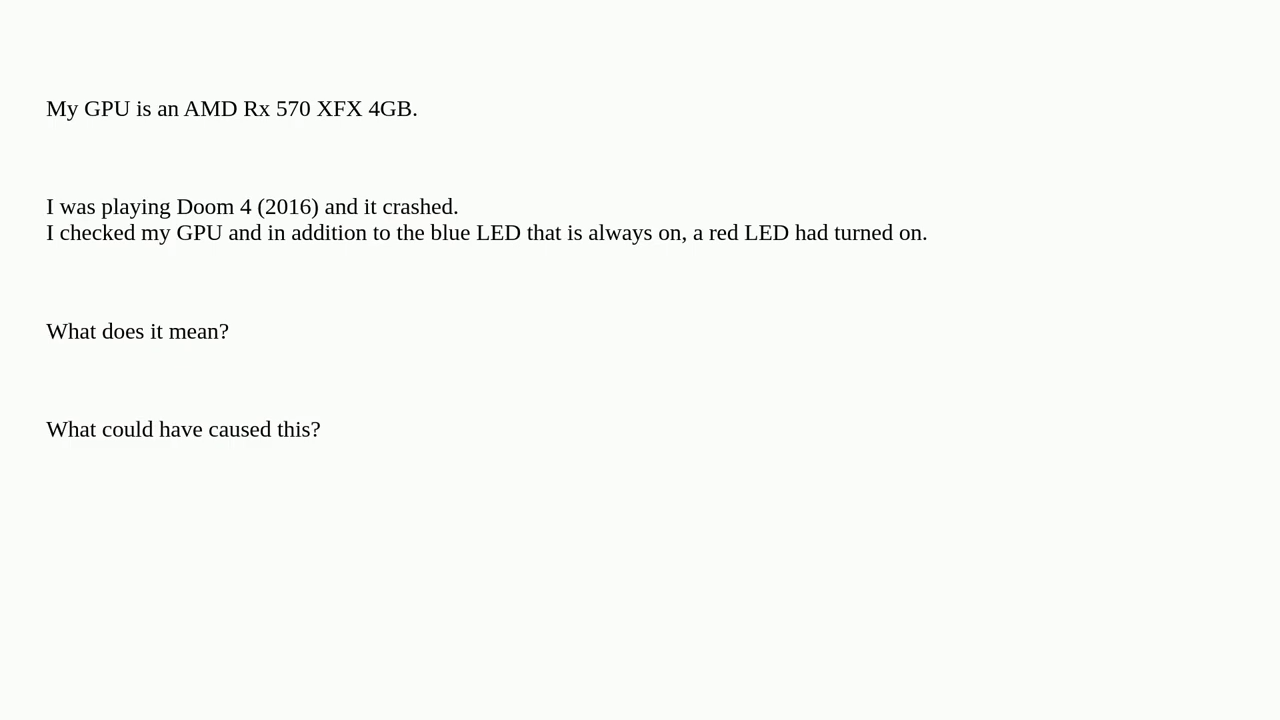 My GPU is an AMD Rx 570 XFX 4GB.
I was playing Doom 4 (2016) and it crashed.
I checked my GPU and in addition to the blue LED that is always on, a red LED had turned on.
What does it mean?
What could have caused this?